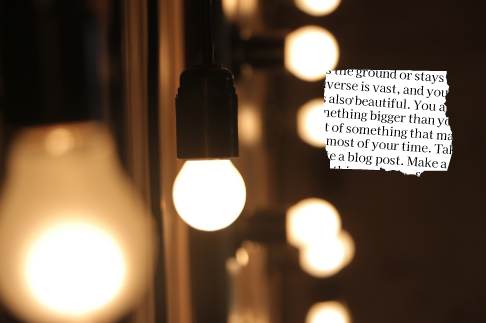 the ground or stays
verse is vast, and you
also beautiful. You a
nething bigger than yo
t of something that ma
most of your time. Tak
e a blog post. Make a